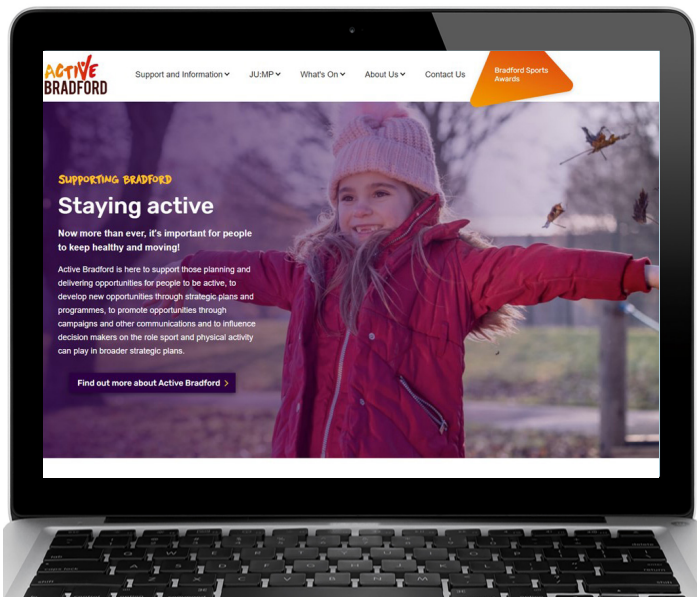 ACTIVE
BRADFORD
Support and Information
JU:MP
What's On
About Us
Contact Us
Bradford Sports
Awards
SUPPORTING BRADFORD
Staying active
Now more than ever, it's important for people
to keep healthy and moving!
Active Bradford is here to support those planning and
delivering opportunities for people to be active, to
develop new opportunities through strategic plans and
programmes, to promote opportunities through
campaigns and other communications and to influence
decision makers on the role sport and physical activity
can play in broader strategic plans.
Find out more about Active Bradford
Q W E R T Y U I O P
Z X C V B N M